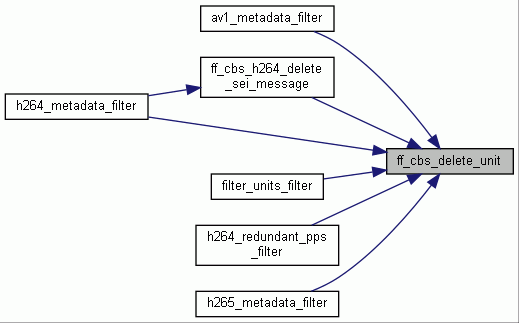 av1_metadata_filter
ff_cbs_h264_delete
_sei_message
h264_metadata_filter
ff_cbs_delete_unit
filter_units_filter
h264_redundant_pps
_filter
h265_metadata_filter